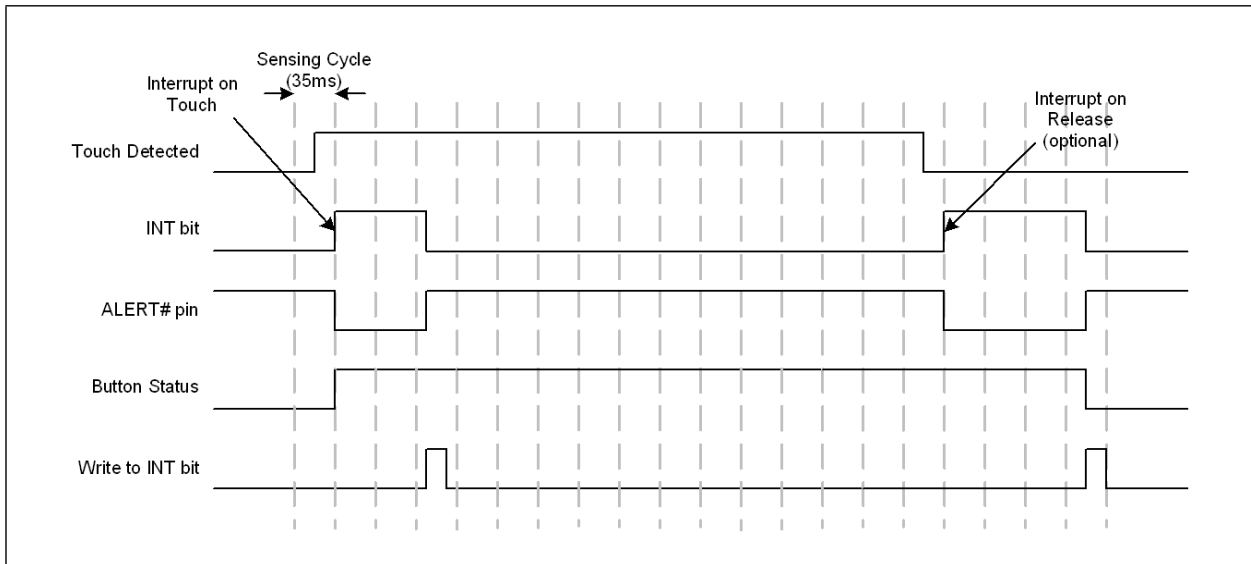 Sensing Cycle
(35ms)
Interrupt on
Touch
Interrupt on
Release
(optional)
Touch Detected
INT bit
ALERT# pin
Button Status
Write to INT bit